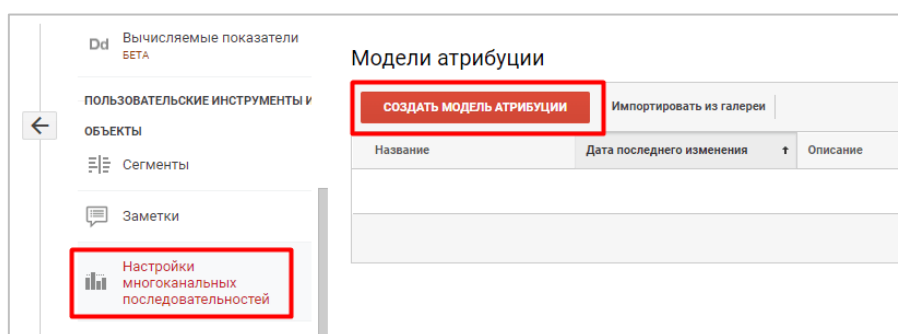 Dd Вычисляемые показатели
БЕТА
ПОЛЬЗОВАТЕЛЬСКИЕ ИНСТРУМЕНТЫ И
ОБЪЕКТЫ
Сегменты
Заметки
Настройки
многоканальных
последовательностей
Модели атрибуции
СОЗДАТЬ МОДЕЛЬ АТРИБУЦИИ Импортировать из галереи
Название Дата последнего изменения Описание